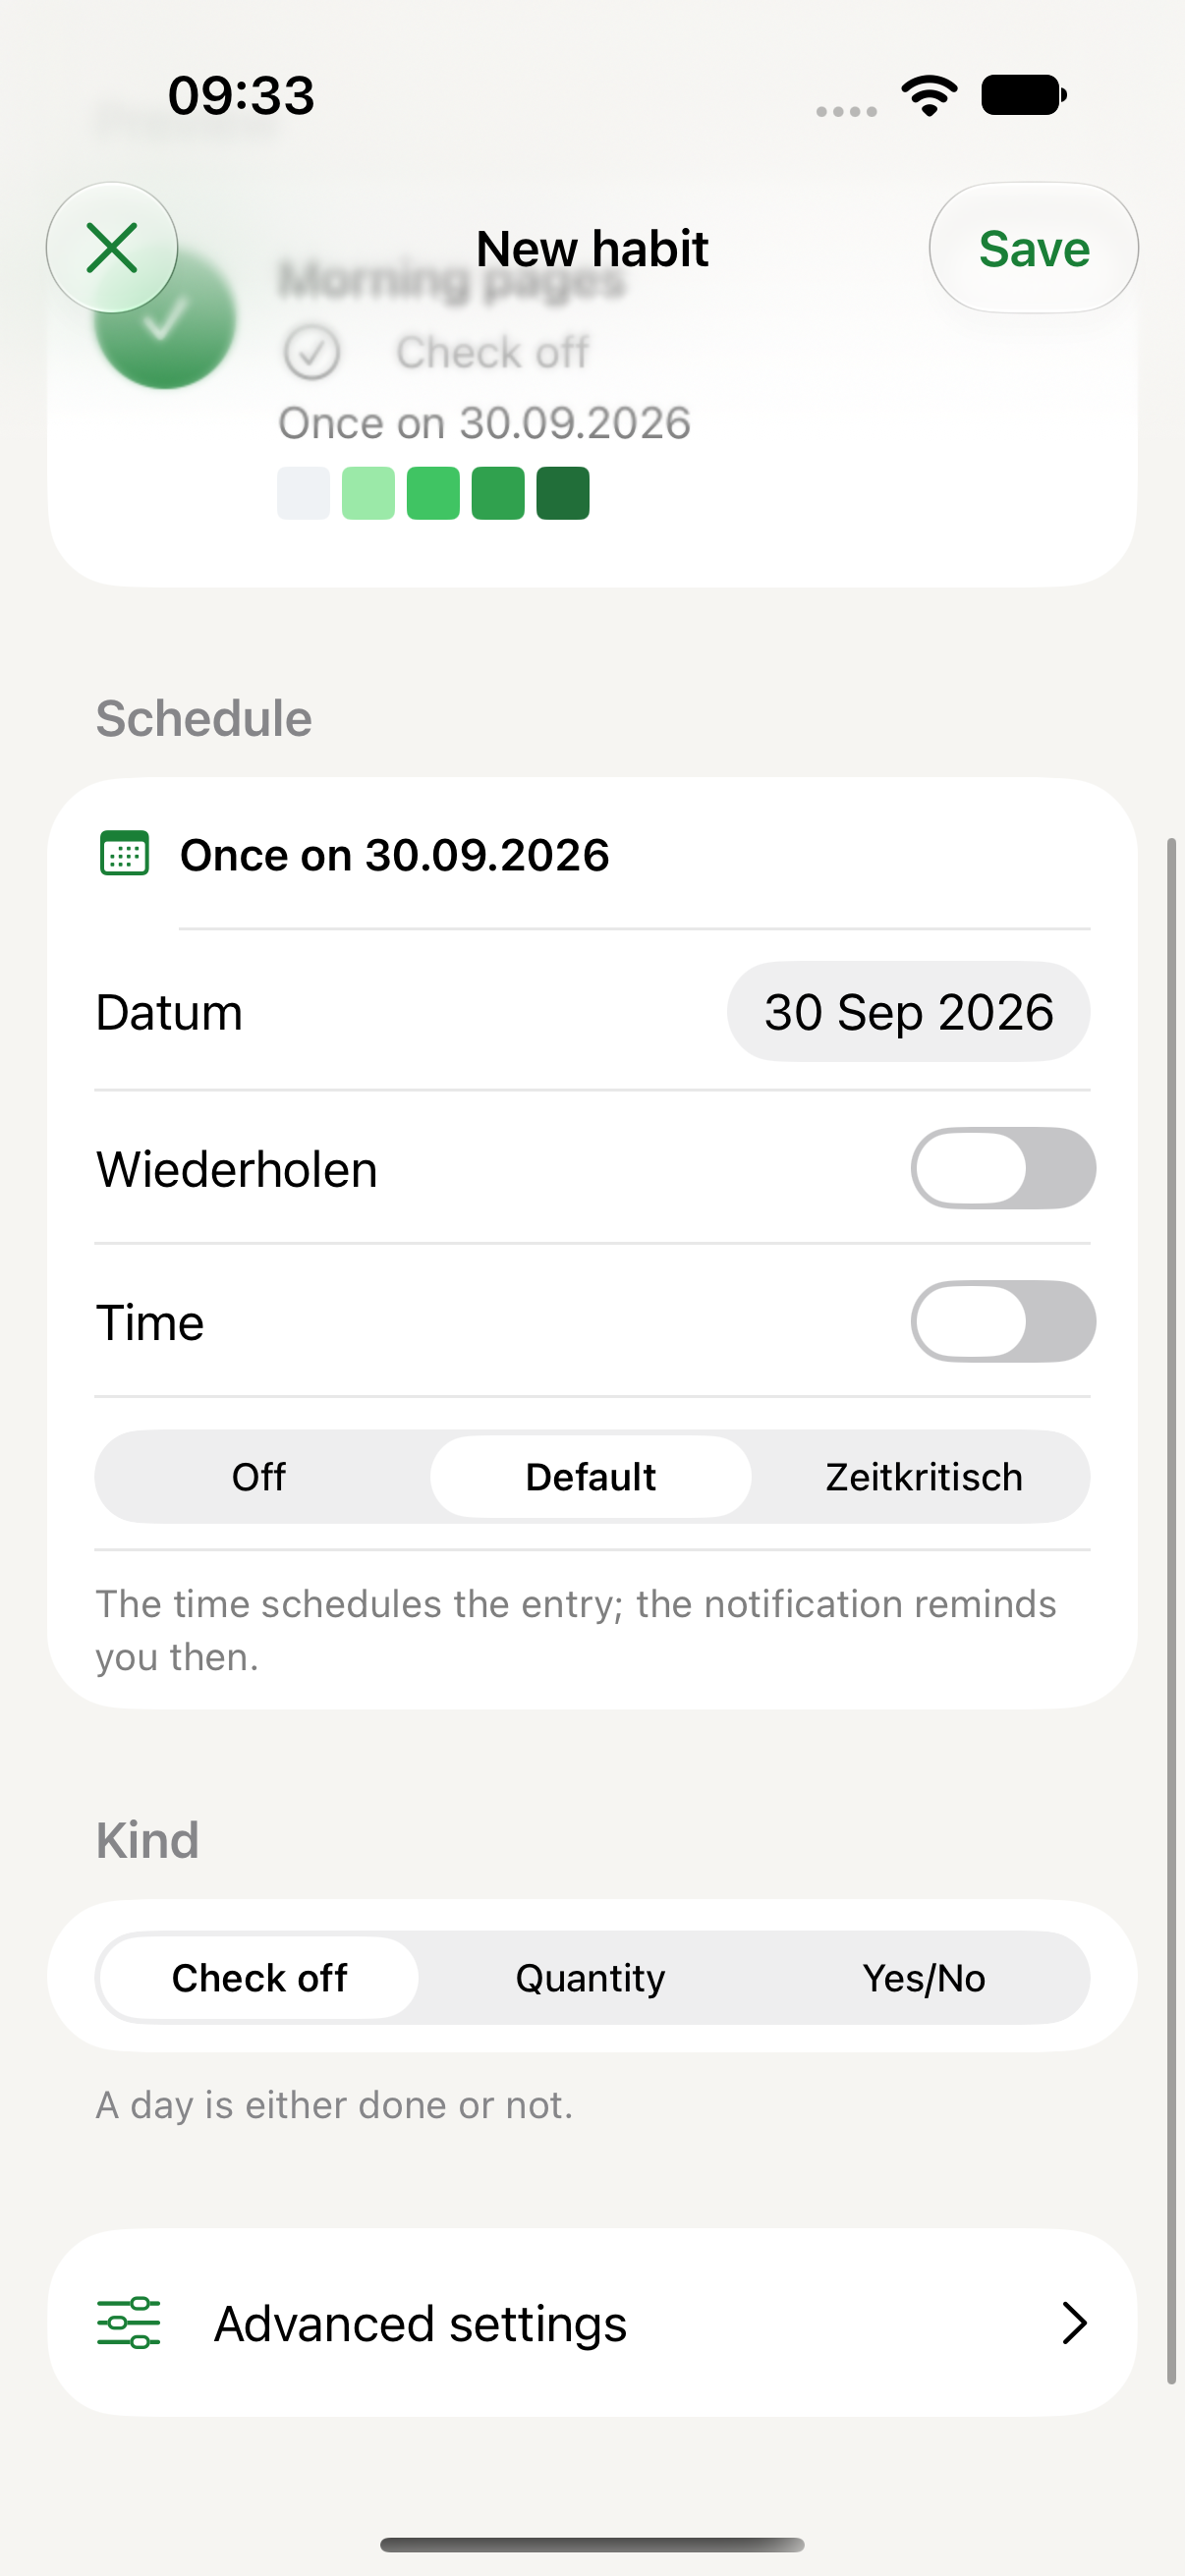 09:33
New habit
Save
Morning pages
Check off
Once on 30.09.2026
Schedule
Once on 30.09.2026
Datum
30 Sep 2026
Wiederholen
Time
Off
Default
Zeitkritisch
The time schedules the entry; the notification reminds
you then.
Kind
Check off
Quantity
Yes/No
A day is either done or not.
Advanced settings